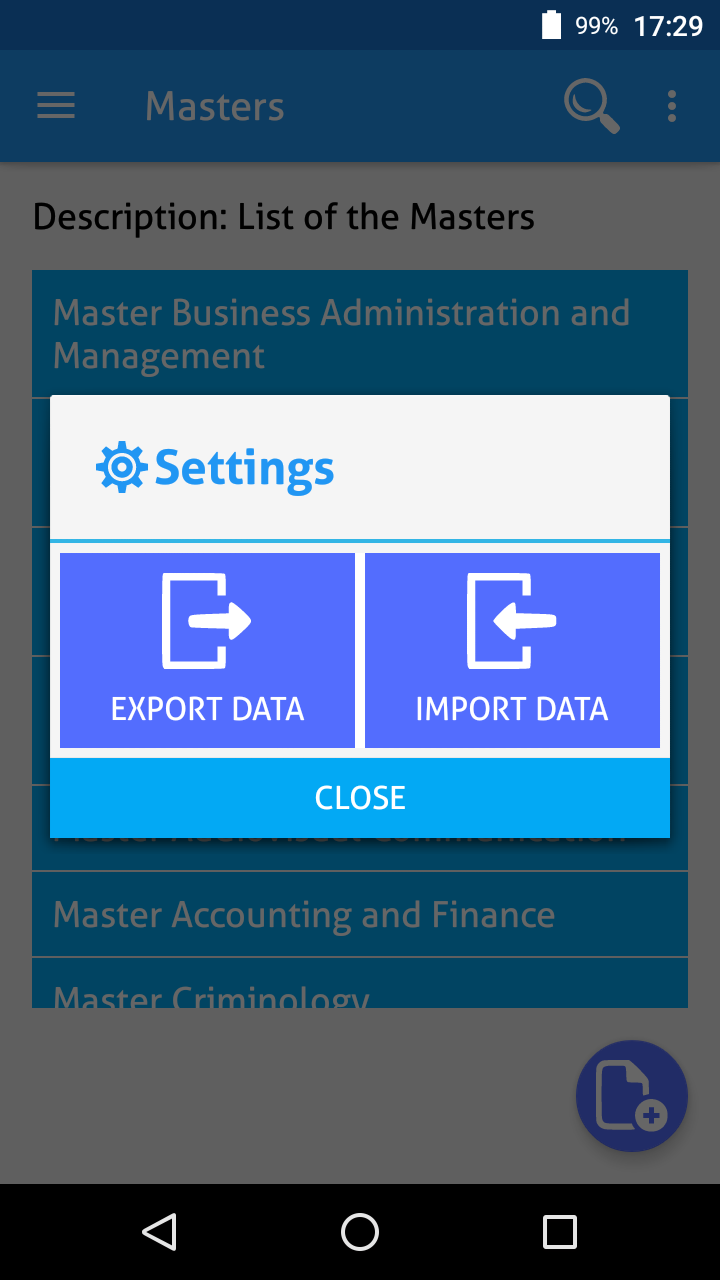 99% 17:29
Masters
Description: List of the Masters
Master Business Administration and
Management
Settings
EXPORT DATA
IMPORT DATA
CLOSE
Master Accounting and Finance
Master Criminology